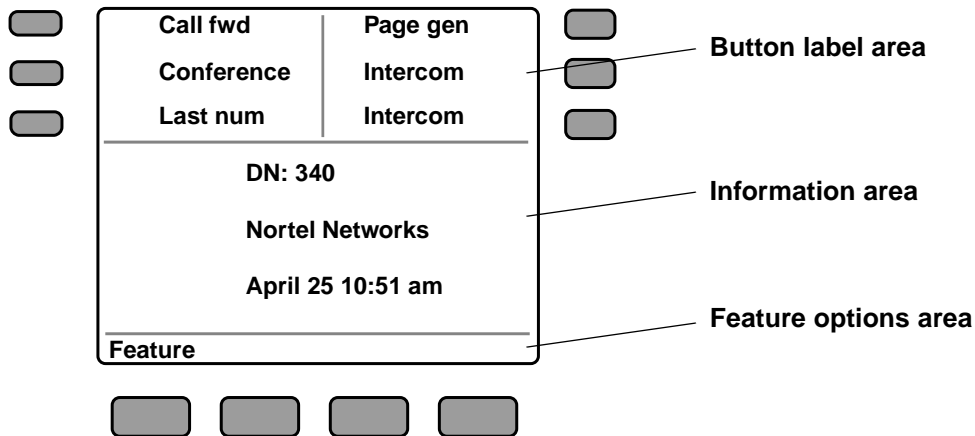 Call fwd
Page gen
Conference
Intercom
Last num
Intercom
Button label area
DN: 340
Nortel Networks
April 25 10:51 am
Information area
Feature
Feature options area